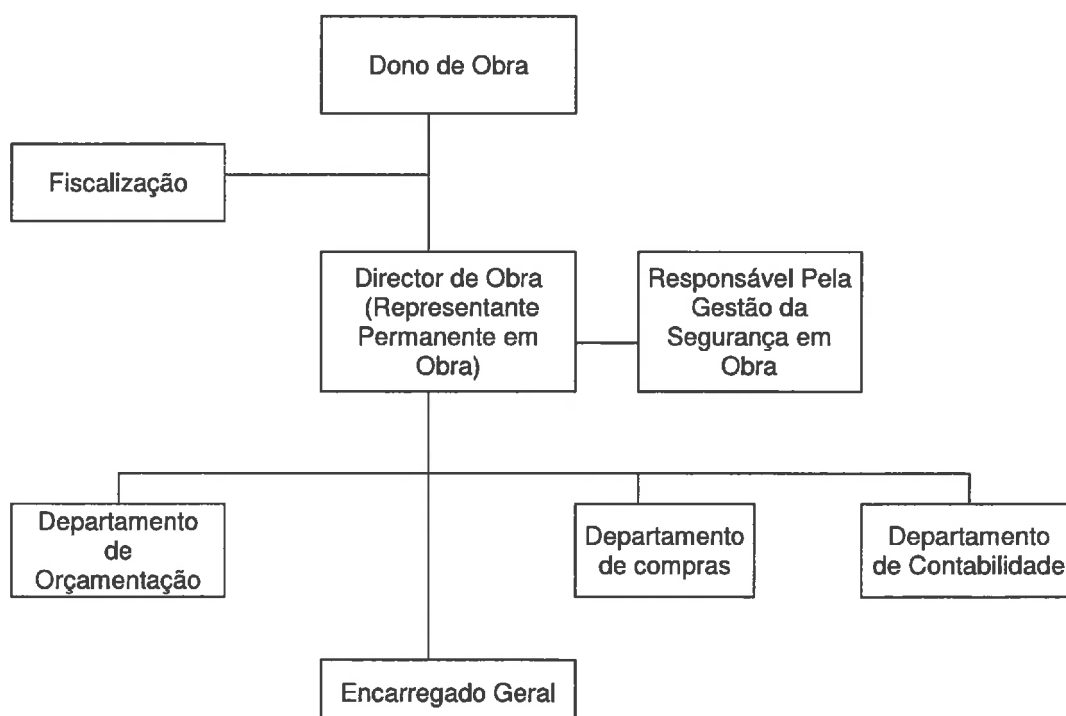 Dono de Obra
Fiscalização
Director de Obra
(Representante
Permanente em
Obra)
Responsável Pela
Gestão da
Segurança em
Obra
Departamento
de
Orçamentação
Departamento
de compras
Departamento
de Contabilidade
Encarregado Geral